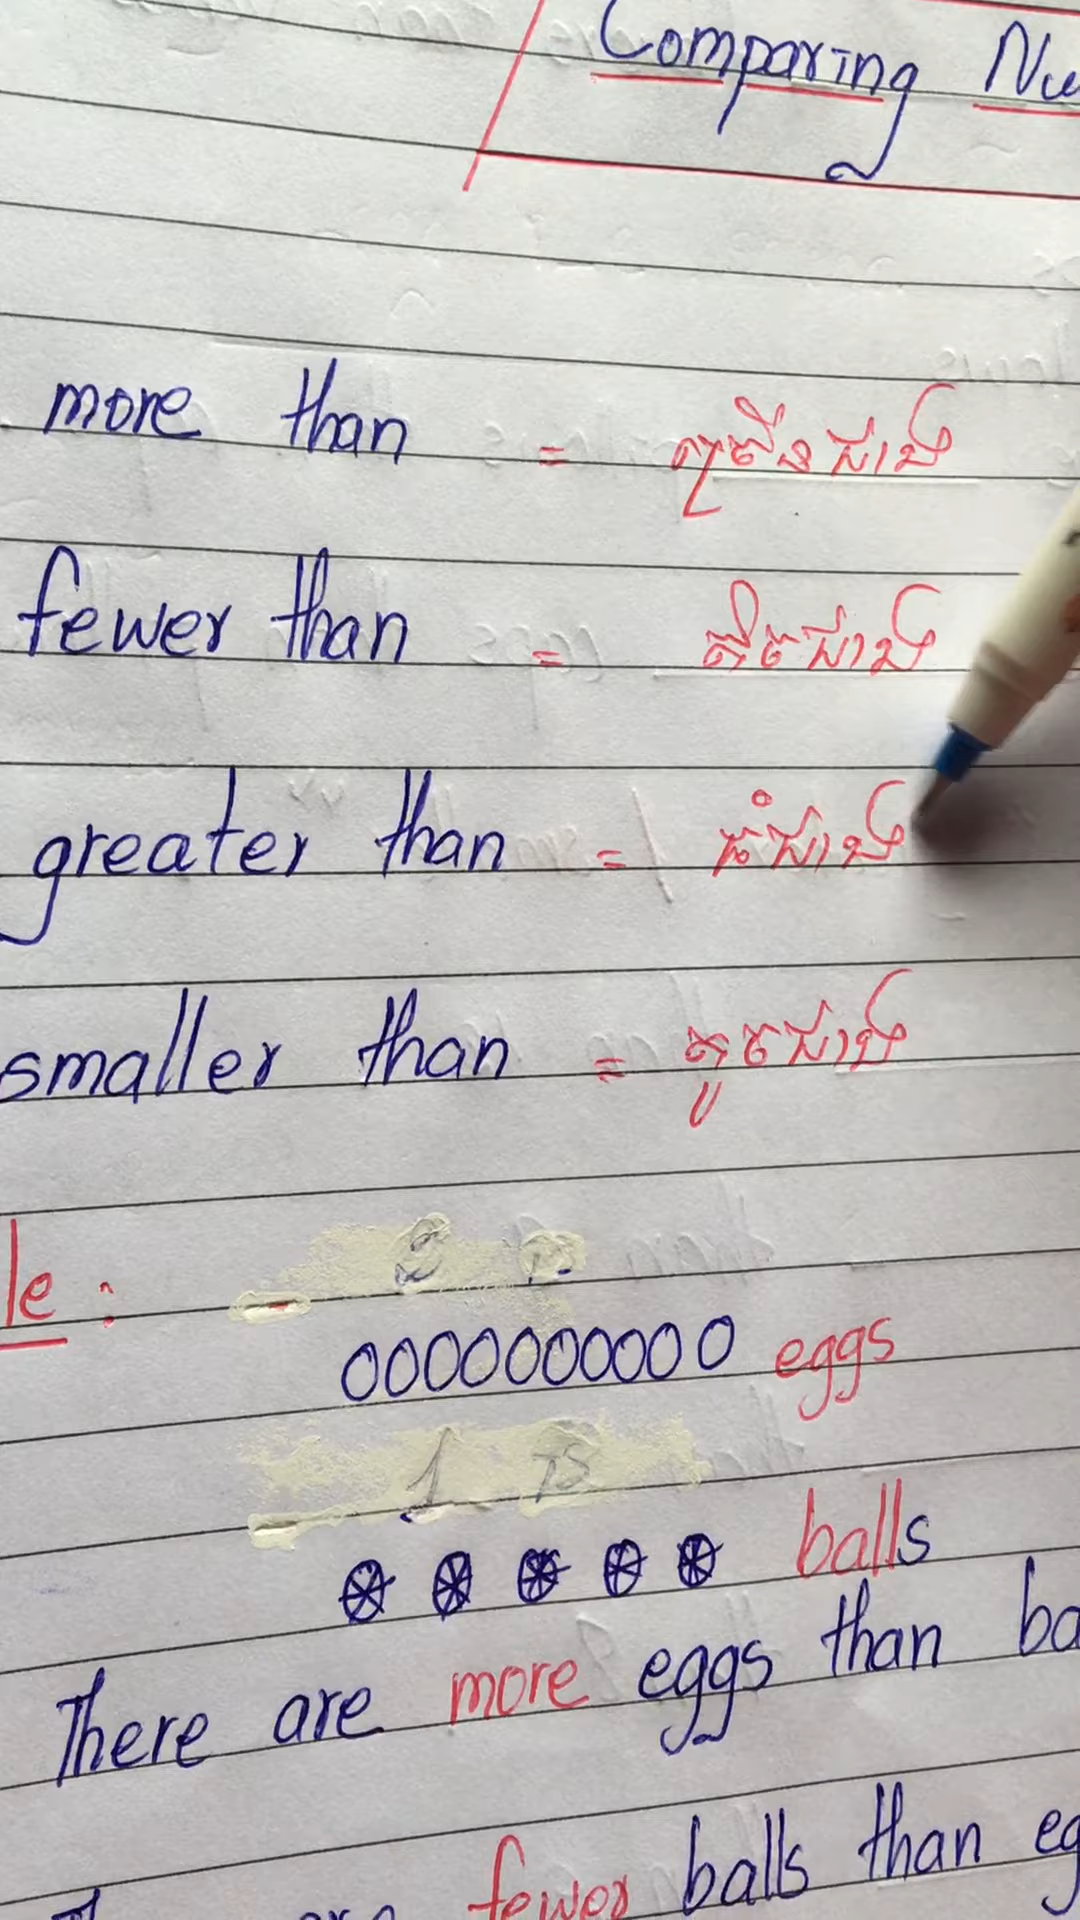 Comparing Nu
more than = ច្រើនជាង
fewer than = តិចជាង
greater than = ធំជាង
smaller than = តូចជាង
le :
eggs
balls
There are more eggs than ba
fewer balls than eg